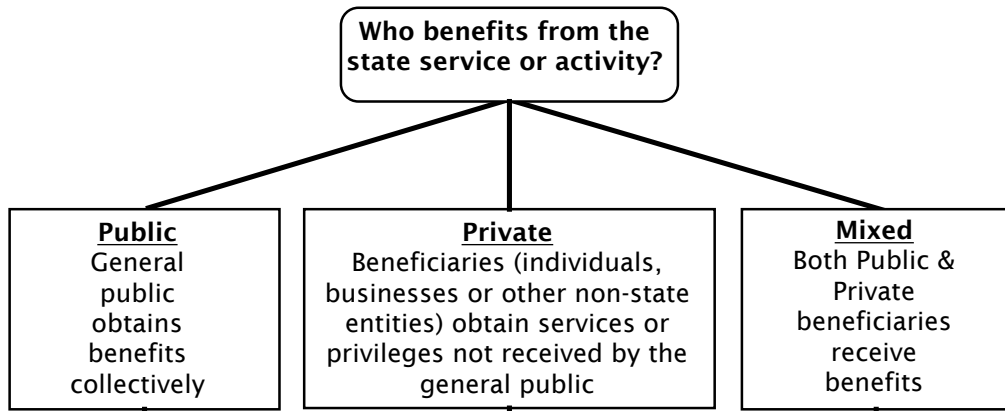 Who benefits from the
state service or activity?
Public
General
public
obtains
benefits
collectively
Private
Beneficiaries (individuals,
businesses or other non-state
entities) obtain services or
privileges not received by the
general public
Mixed
Both Public &
Private
beneficiaries
receive
benefits